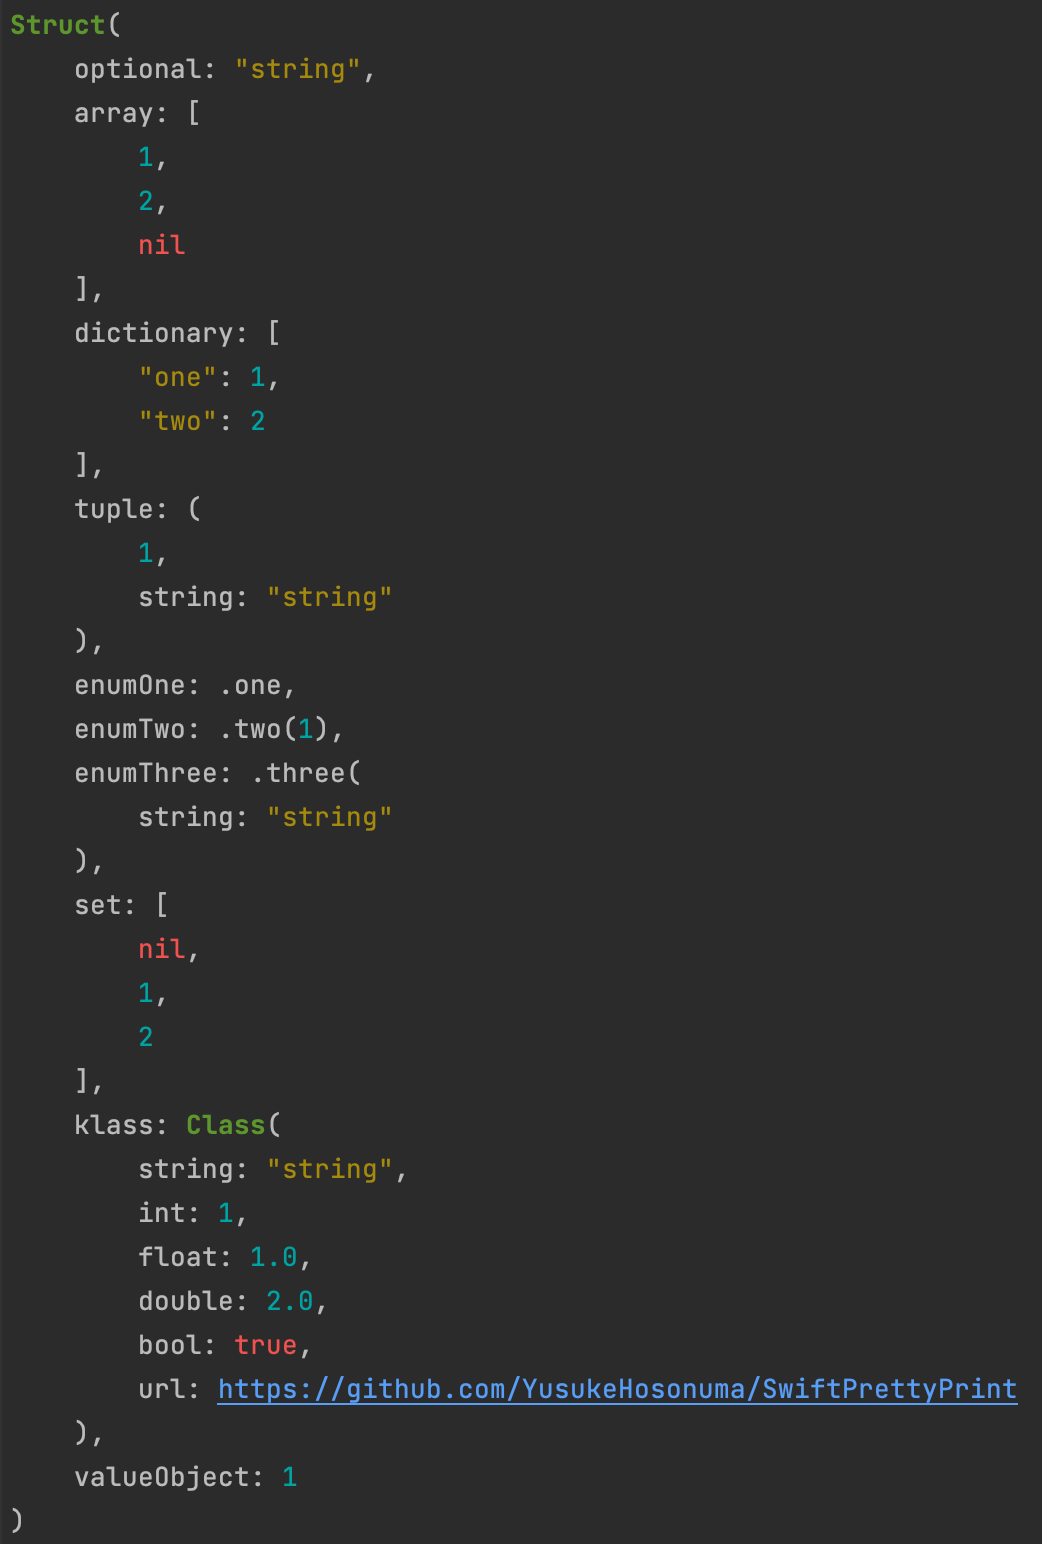 Struct(
    optional: "string",
    array: [
        1,
        2,
        nil
    ],
    dictionary: [
        "one": 1,
        "two": 2
    ],
    tuple: (
        1,
        string: "string"
    ),
    enumOne: .one,
    enumTwo: .two(1),
    enumThree: .three(
        string: "string"
    ),
    set: [
        nil,
        1,
        2
    ],
    klass: Class(
        string: "string",
        int: 1,
        float: 1.0,
        double: 2.0,
        bool: true,
        url: https://github.com/YusukeHosonuma/SwiftPrettyPrint
    ),
    valueObject: 1
)